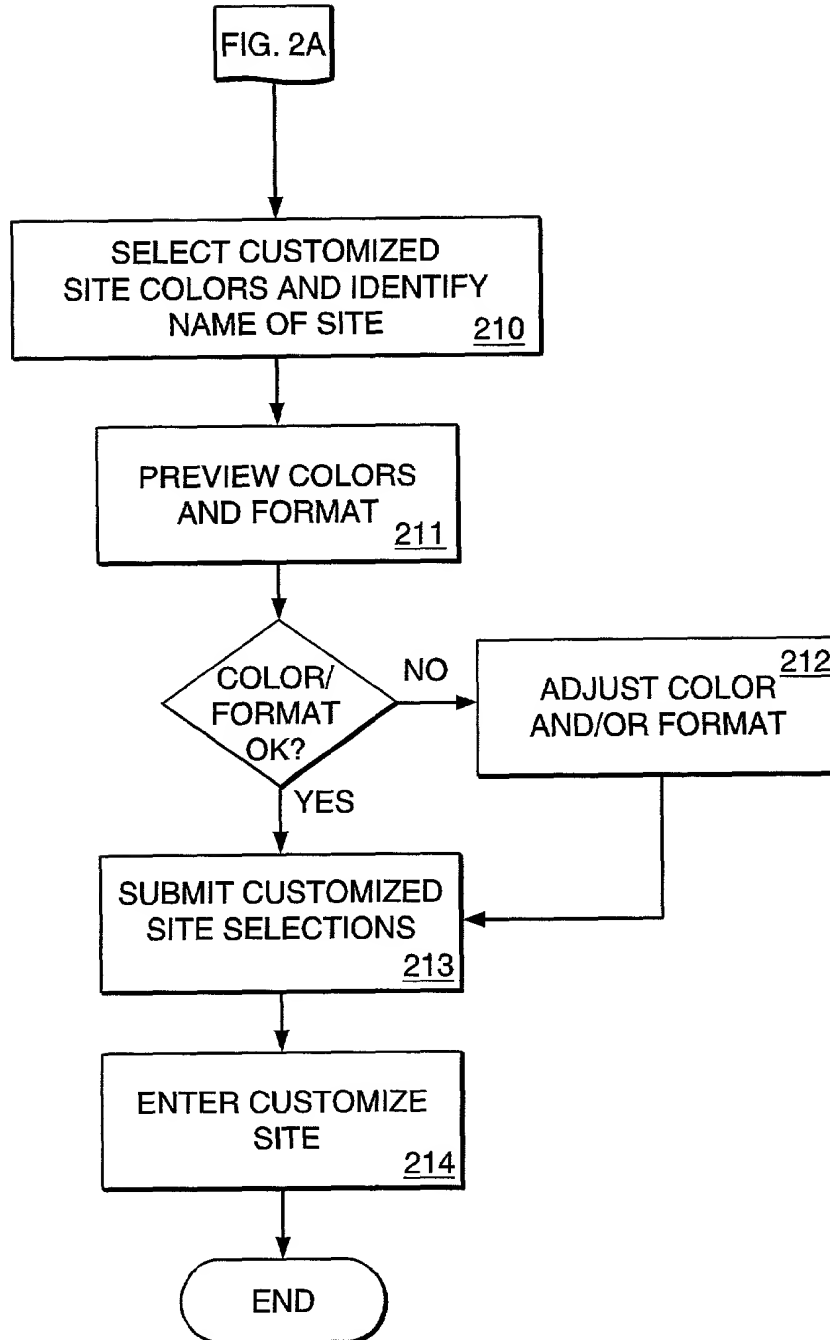 FIG. 2A
SELECT CUSTOMIZED
SITE COLORS AND IDENTIFY
NAME OF SITE
210
PREVIEW COLORS
AND FORMAT
211
COLOR/
FORMAT
OK?
NO
212
ADJUST COLOR
AND/OR FORMAT
YES
SUBMIT CUSTOMIZED
SITE SELECTIONS
213
ENTER CUSTOMIZE
SITE
214
END